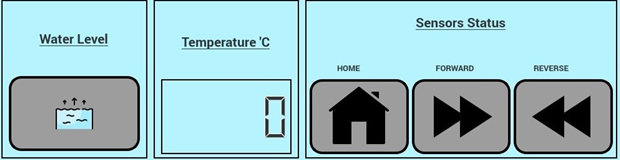 Water Level
Temperature 'C
0
Sensors Status
HOME
FORWARD
REVERSE